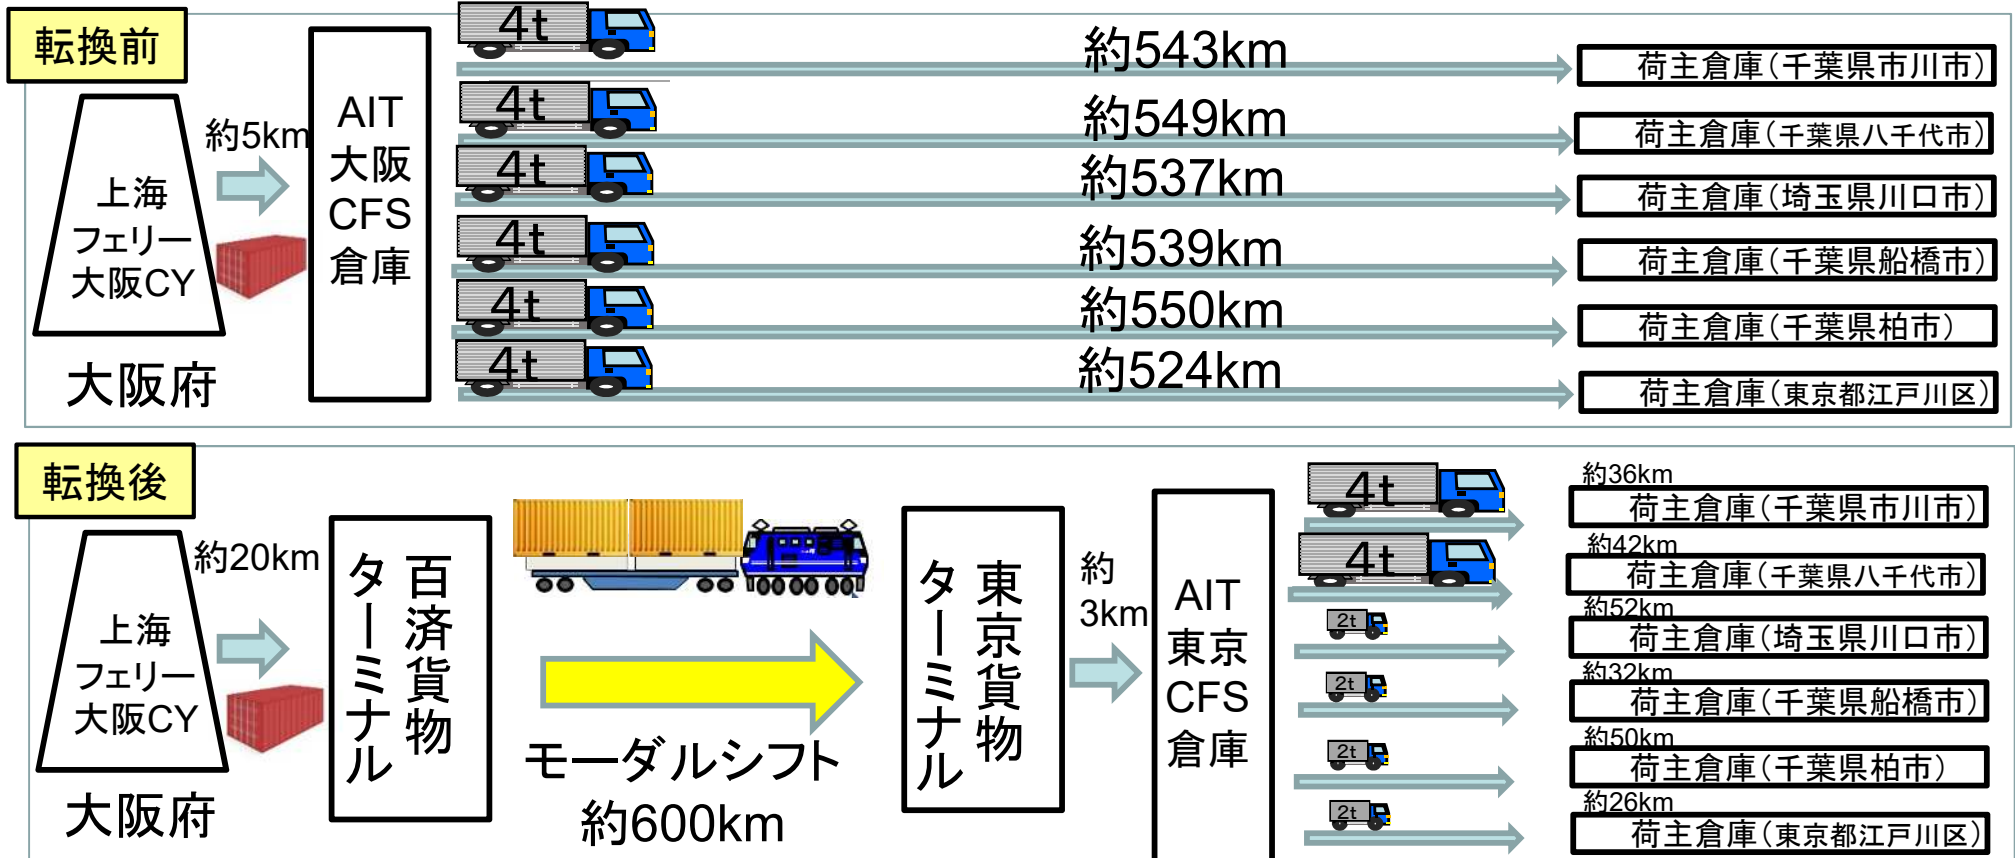 転換前
上海
フェリー
大阪CY
大阪府
約5km
AIT
大阪
CFS
倉庫
4t
約543km
荷主倉庫(千葉県市川市)
4t
約549km
荷主倉庫(千葉県八千代市)
4t
約537km
荷主倉庫(埼玉県川口市)
4t
約539km
荷主倉庫(千葉県船橋市)
4t
約550km
荷主倉庫(千葉県柏市)
4t
約524km
荷主倉庫(東京都江戸川区)
転換後
上海
フェリー
大阪CY
大阪府
約20km
百済貨物
ターミナル
モーダルシフト
約600km
東京貨物
ターミナル
約
3km
AIT
東京
CFS
倉庫
4t
約36km
荷主倉庫(千葉県市川市)
4t
約42km
荷主倉庫(千葉県八千代市)
2t
約52km
荷主倉庫(埼玉県川口市)
2t
約32km
荷主倉庫(千葉県船橋市)
2t
約50km
荷主倉庫(千葉県柏市)
2t
約26km
荷主倉庫(東京都江戸川区)